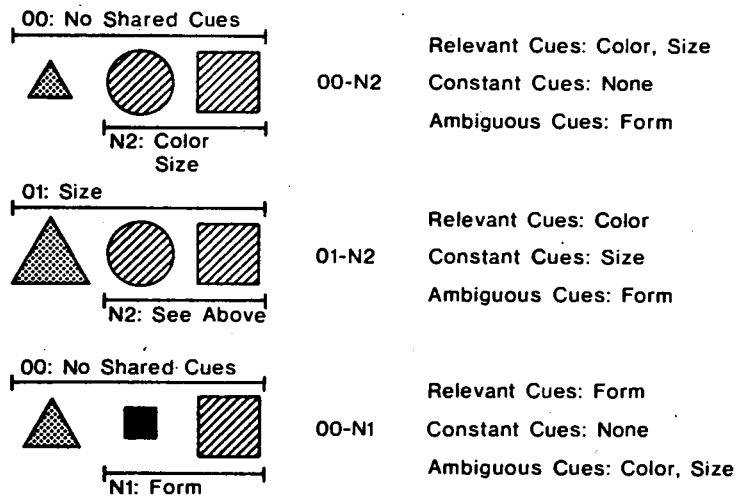 00: No Shared Cues
Relevant Cues: Color, Size
00-N2
Constant Cues: None
Ambiguous Cues: Form
N2: Color
Size
01: Size
Relevant Cues: Color
01-N2
Constant Cues: Size
Ambiguous Cues: Form
N2: See Above
00: No Shared Cues
Relevant Cues: Form
00-N1
Constant Cues: None
Ambiguous Cues: Color, Size
N1: Form